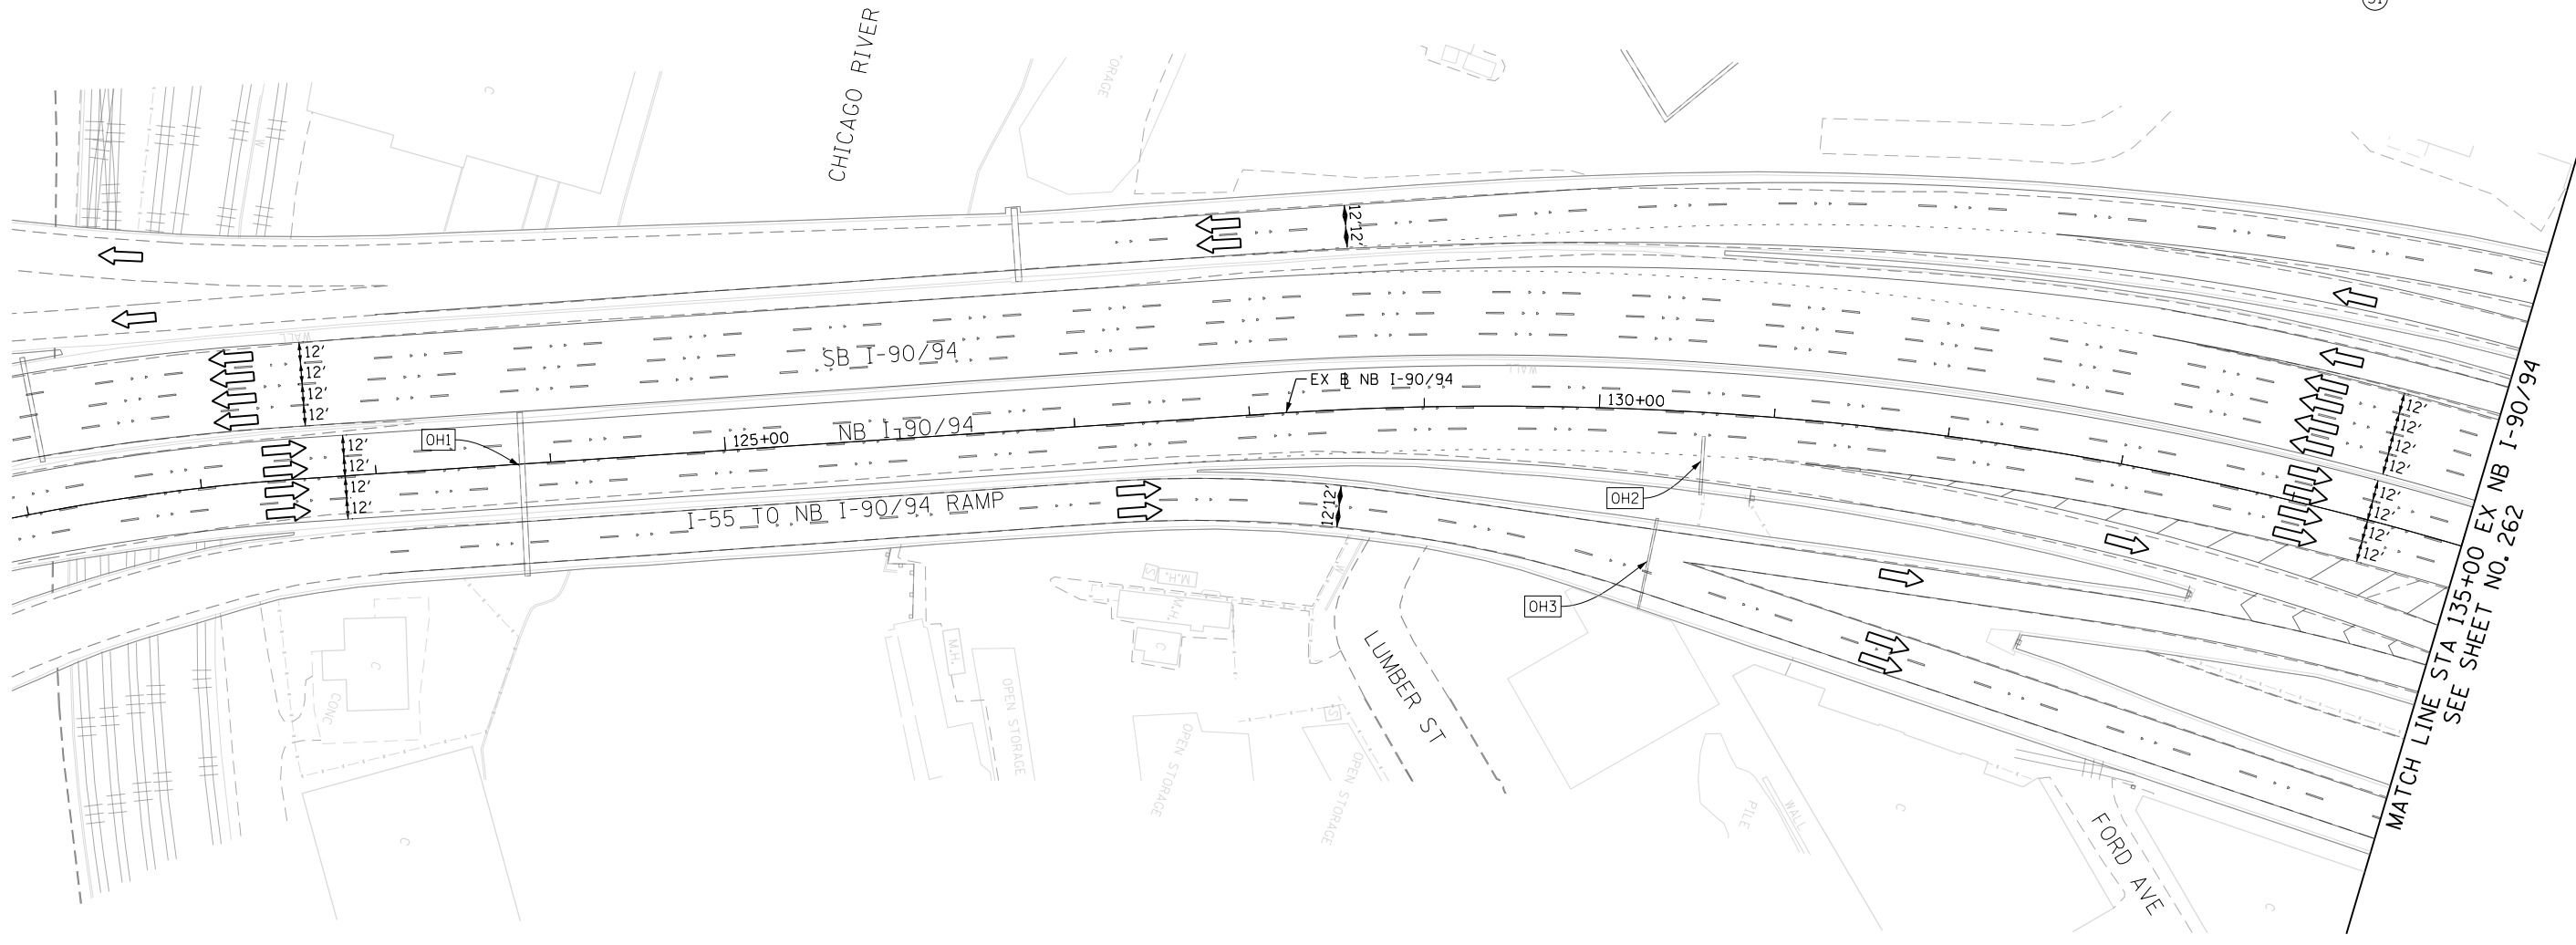 51
CHICAGO RIVER
ORAGE
C
W
12'
12'
WALL
12'
12'
12'
12'
SB I-90/94
WALL
EX B NB I-90/94
130+00
125+00
NB I-90/94
OH1
12'
12'
12'
12'
12'
12'
12'
12'
12'
12'
12'
12'
OH2
I-55 TO NB I-90/94 RAMP
12'
12'
OH3
W
S
M.H.
M.H.
C
M.H.
C
CONC
OPEN STORAGE
LUMBER ST
S
OPEN STORAGE
OPEN STORAGE
PILE
WALL
C
C
FORD AVE
C
MATCH LINE STA 135+00 EX NB I-90/94
SEE SHEET NO. 262